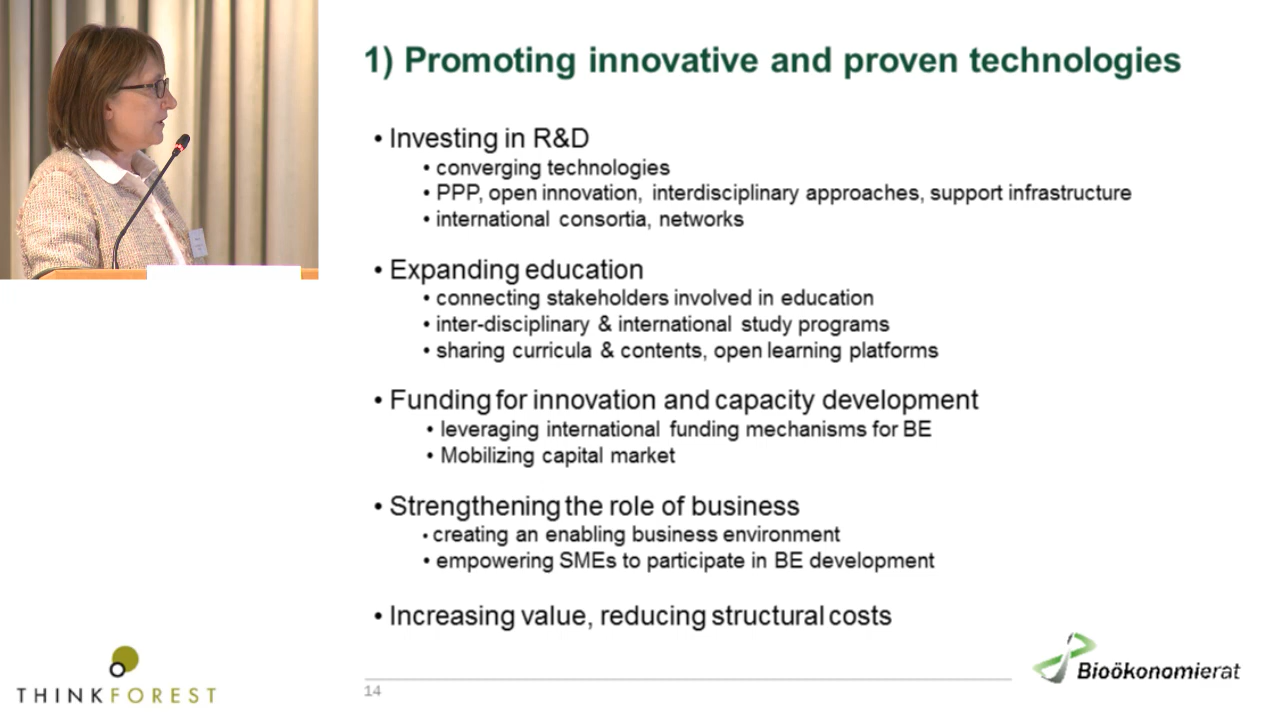 1) Promoting innovative and proven technologies
• Investing in R&D
• converging technologies
• PPP, open innovation, interdisciplinary approaches, support infrastructure
• international consortia, networks
• Expanding education
• connecting stakeholders involved in education
• inter-disciplinary & international study programs
• sharing curricula & contents, open learning platforms
• Funding for innovation and capacity development
• leveraging international funding mechanisms for BE
• Mobilizing capital market
• Strengthening the role of business
• creating an enabling business environment
• empowering SMEs to participate in BE development
• Increasing value, reducing structural costs
THINKFOREST
14
Bioökonomierat